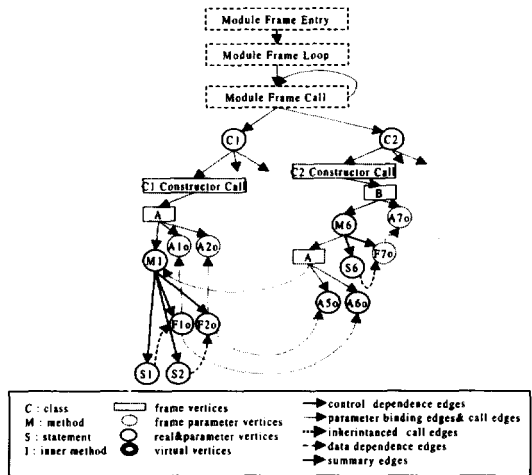 Module Frame Entry
Module Frame Loop
Module Frame Call
C1
C2
C1 Constructor Call
C2 Constructor Call
A
B
A1o
A2o
M6
A7o
M1
A
F7o
S6
F1o
F2o
A5o
A6o
S1
S2
C : class
M : method
S : statement
I : inner method
frame vertices
frame parameter vertices
real&parameter vertices
virtual vertices
control dependence edges
parameter binding edges& call edges
inheritanced call edges
data dependence edges
summary edges